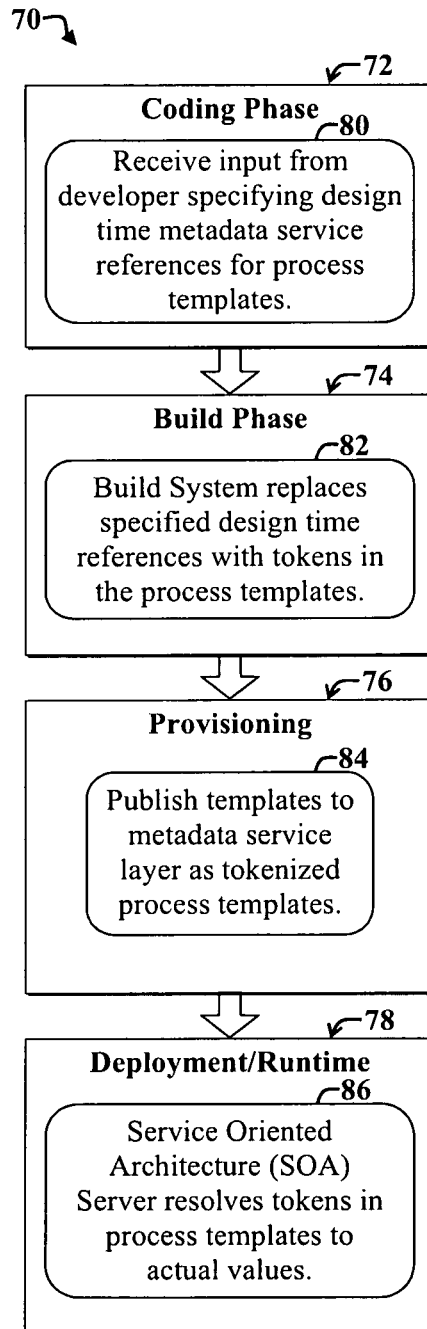 70
72
Coding Phase
80
Receive input from
developer specifying design
time metadata service
references for process
templates.
74
Build Phase
82
Build System replaces
specified design time
references with tokens in
the process templates.
76
Provisioning
84
Publish templates to
metadata service
layer as tokenized
process templates.
78
Deployment/Runtime
86
Service Oriented
Architecture (SOA)
Server resolves tokens in
process templates to
actual values.